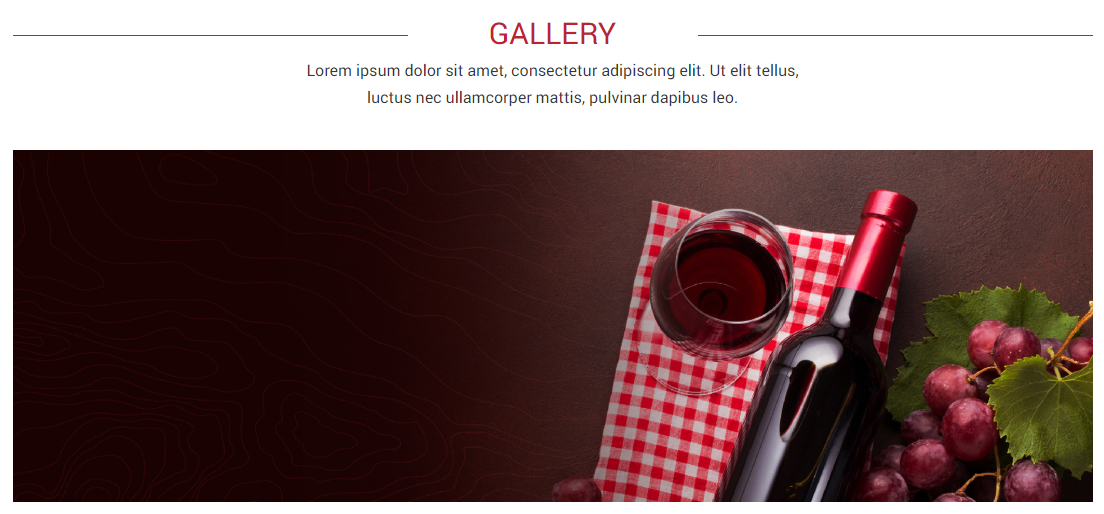 GALLERY
Lorem ipsum dolor sit amet, consectetur adipiscing elit. Ut elit tellus,
luctus nec ullamcorper mattis, pulvinar dapibus leo.